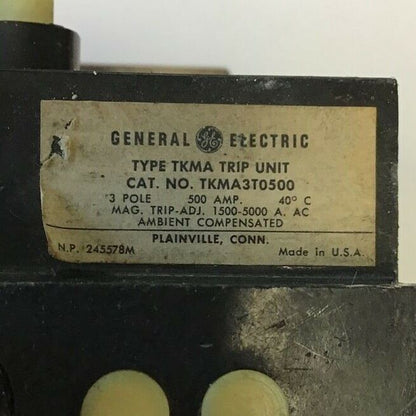 GENERAL GE ELECTRIC
TYPE TKMA TRIP UNIT
CAT. NO. TKMA3T0500
3 POLE 500 AMP. 40° C
MAG. TRIP-ADJ. 1500-5000 A. AC
AMBIENT COMPENSATED
PLAINVILLE, CONN.
N.P. 245578M Made in U.S.A.